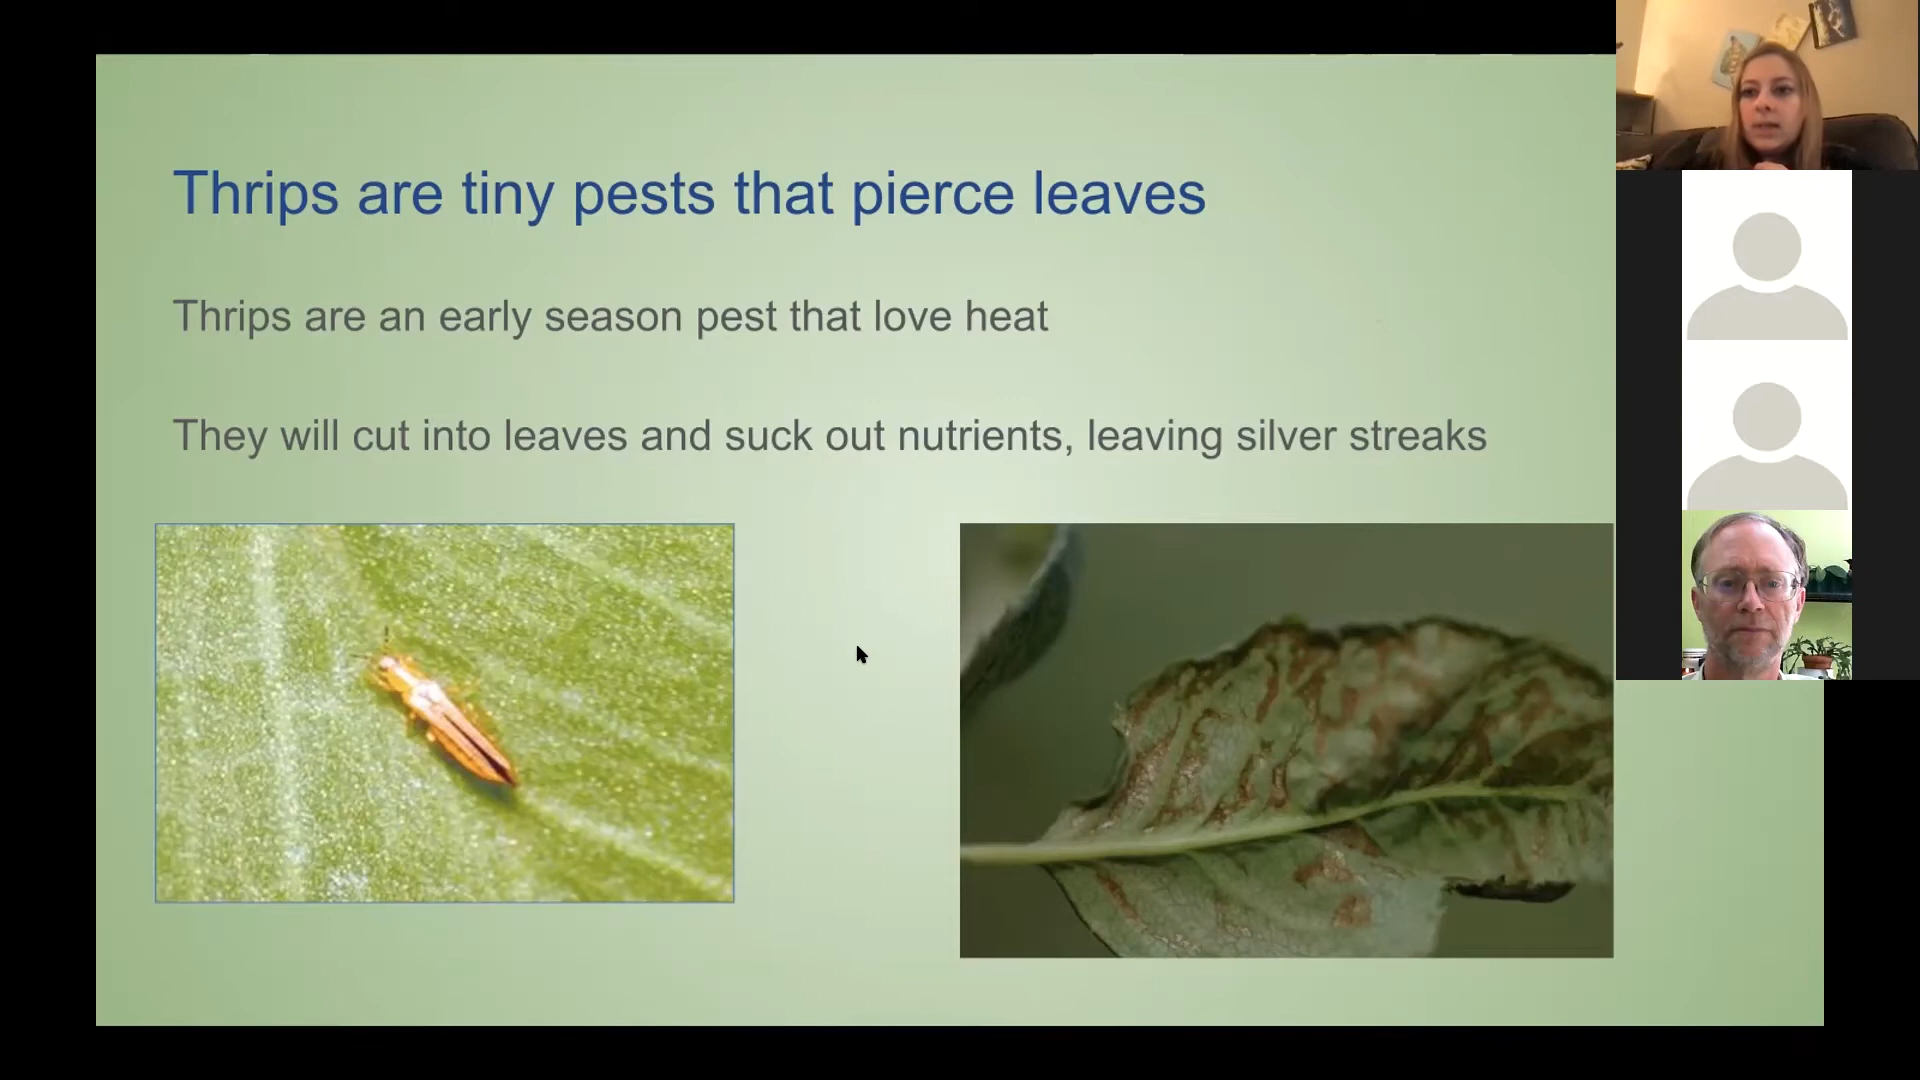 Thrips are tiny pests that pierce leaves
Thrips are an early season pest that love heat
They will cut into leaves and suck out nutrients, leaving silver streaks